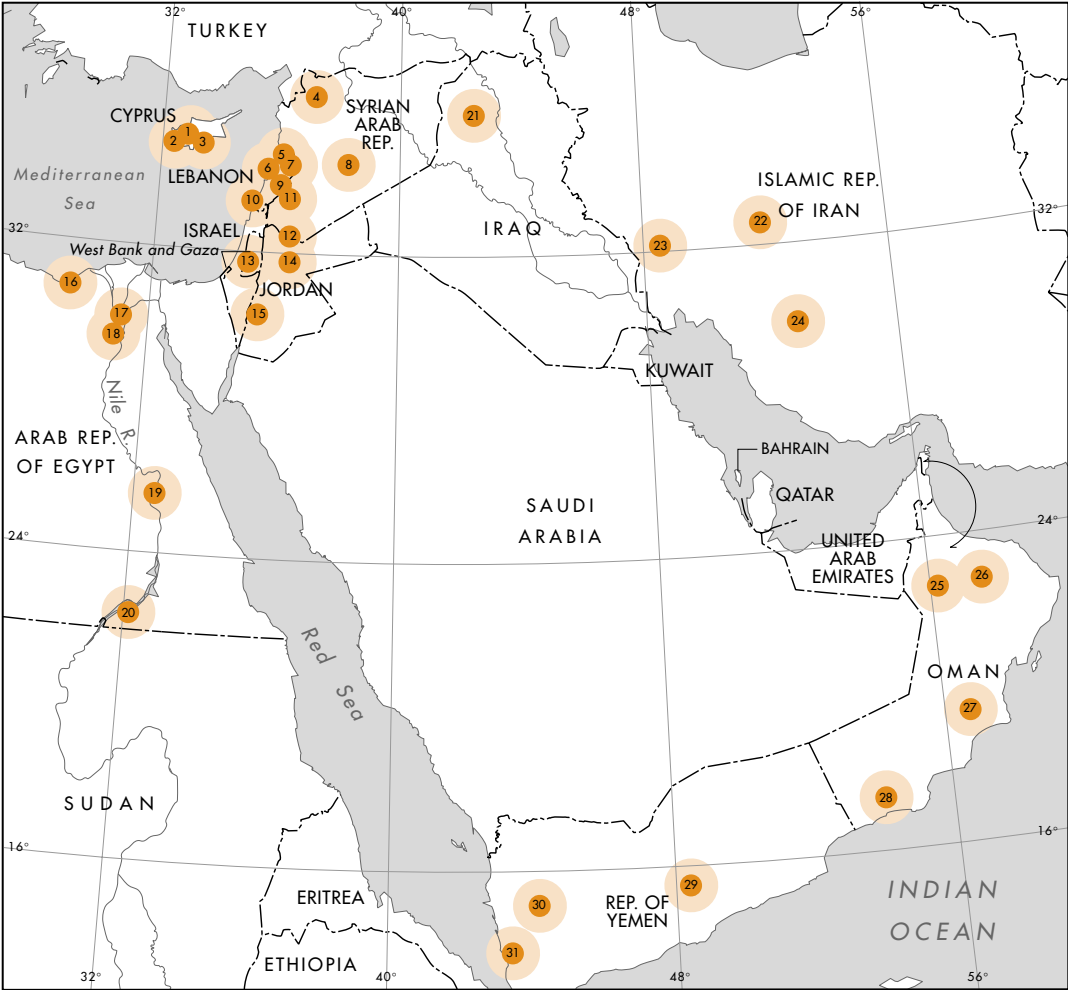 32°
40°
48°
56°
TURKEY
4
CYPRUS
SYRIAN
ARAB
REP.
21
1
2
3
5
6
7
8
Mediterranean
Sea
LEBANON
9
10
11
ISLAMIC REP.
OF IRAN
32°
32°
ISRAEL
12
IRAQ
22
23
West Bank and Gaza
13
14
16
JORDAN
15
17
18
24
KUWAIT
Nile R.
ARAB REP.
OF EGYPT
BAHRAIN
19
QATAR
SAUDI
ARABIA
24°
24°
UNITED
ARAB
EMIRATES
25
26
20
Red Sea
OMAN
27
SUDAN
28
16°
16°
ERITREA
29
INDIAN
OCEAN
30
REP. OF
YEMEN
31
ETHIOPIA
32°
40°
48°
56°